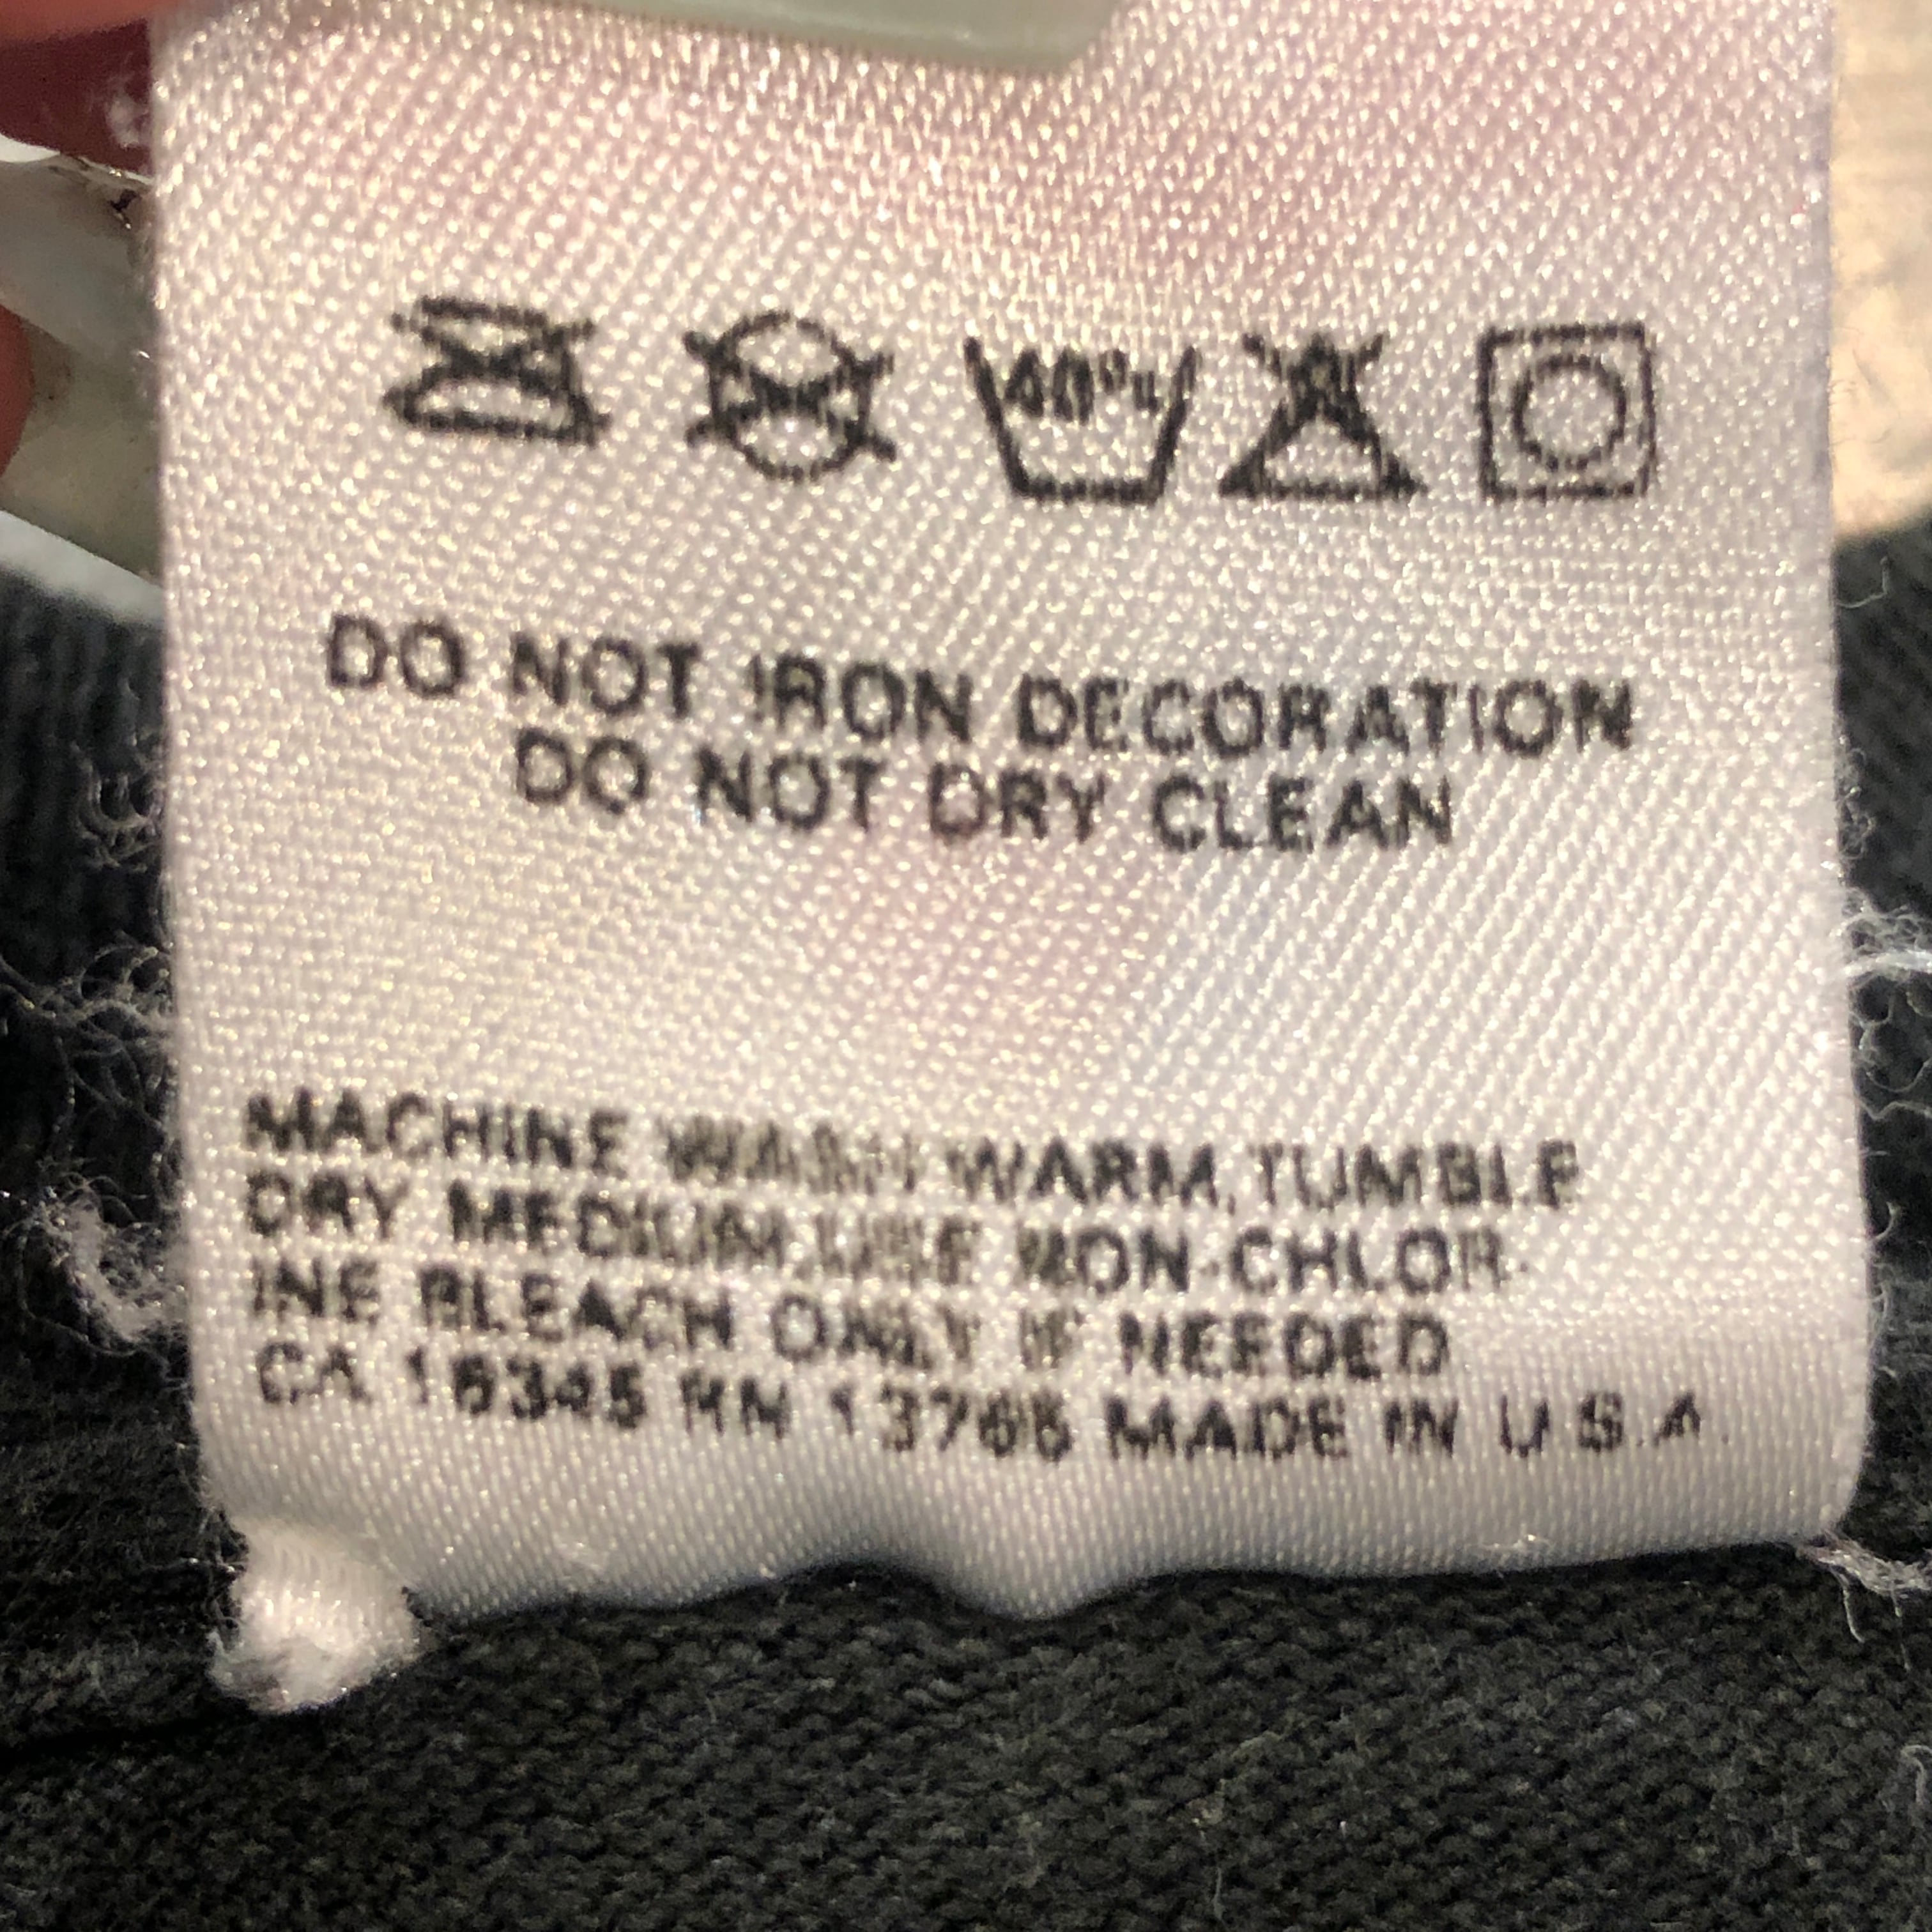 40°C
DO NOT IRON DECORATION
DO NOT DRY CLEAN
MACHINE WASH WARM, TUMBLE
DRY MEDIUM, USE NON-CHLOR-
INE BLEACH ONLY IF NEEDED
CA 16345 RN 13765 MADE IN U.S.A.